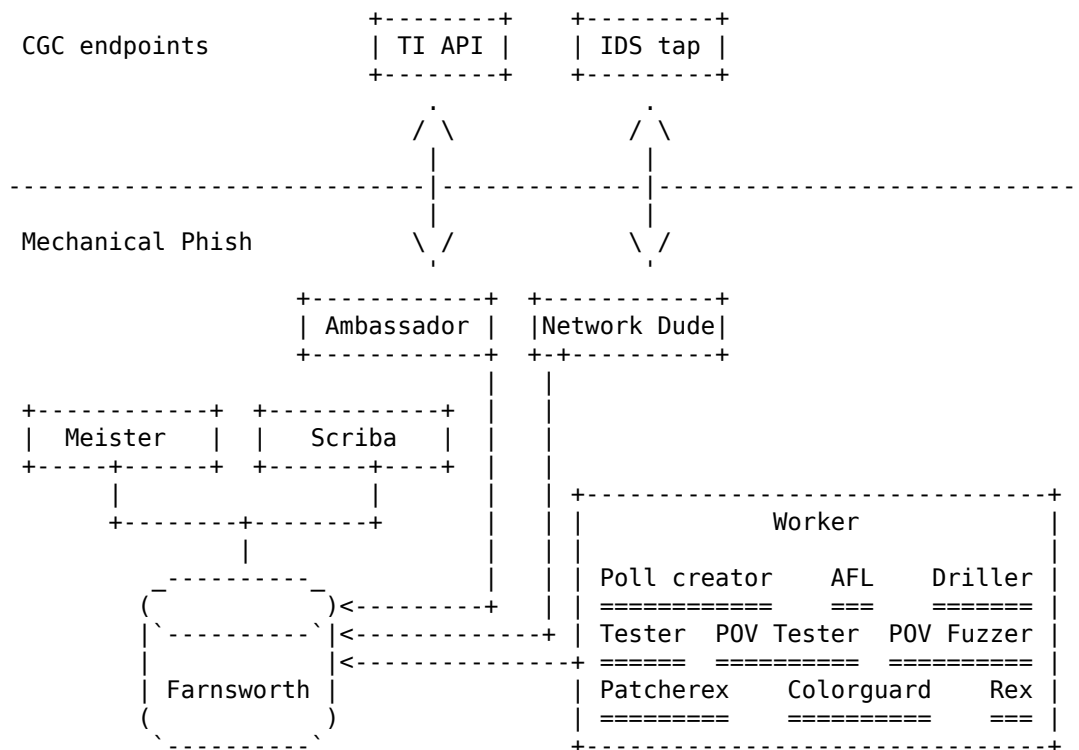 CGC endpoints | TI API | | IDS tap |
Mechanical Phish
| Ambassador | |Network Dude|
| Meister | | Scriba |
Worker
Poll creator AFL Driller
Tester POV Tester POV Fuzzer
Farnsworth Patcherex Colorguard Rex